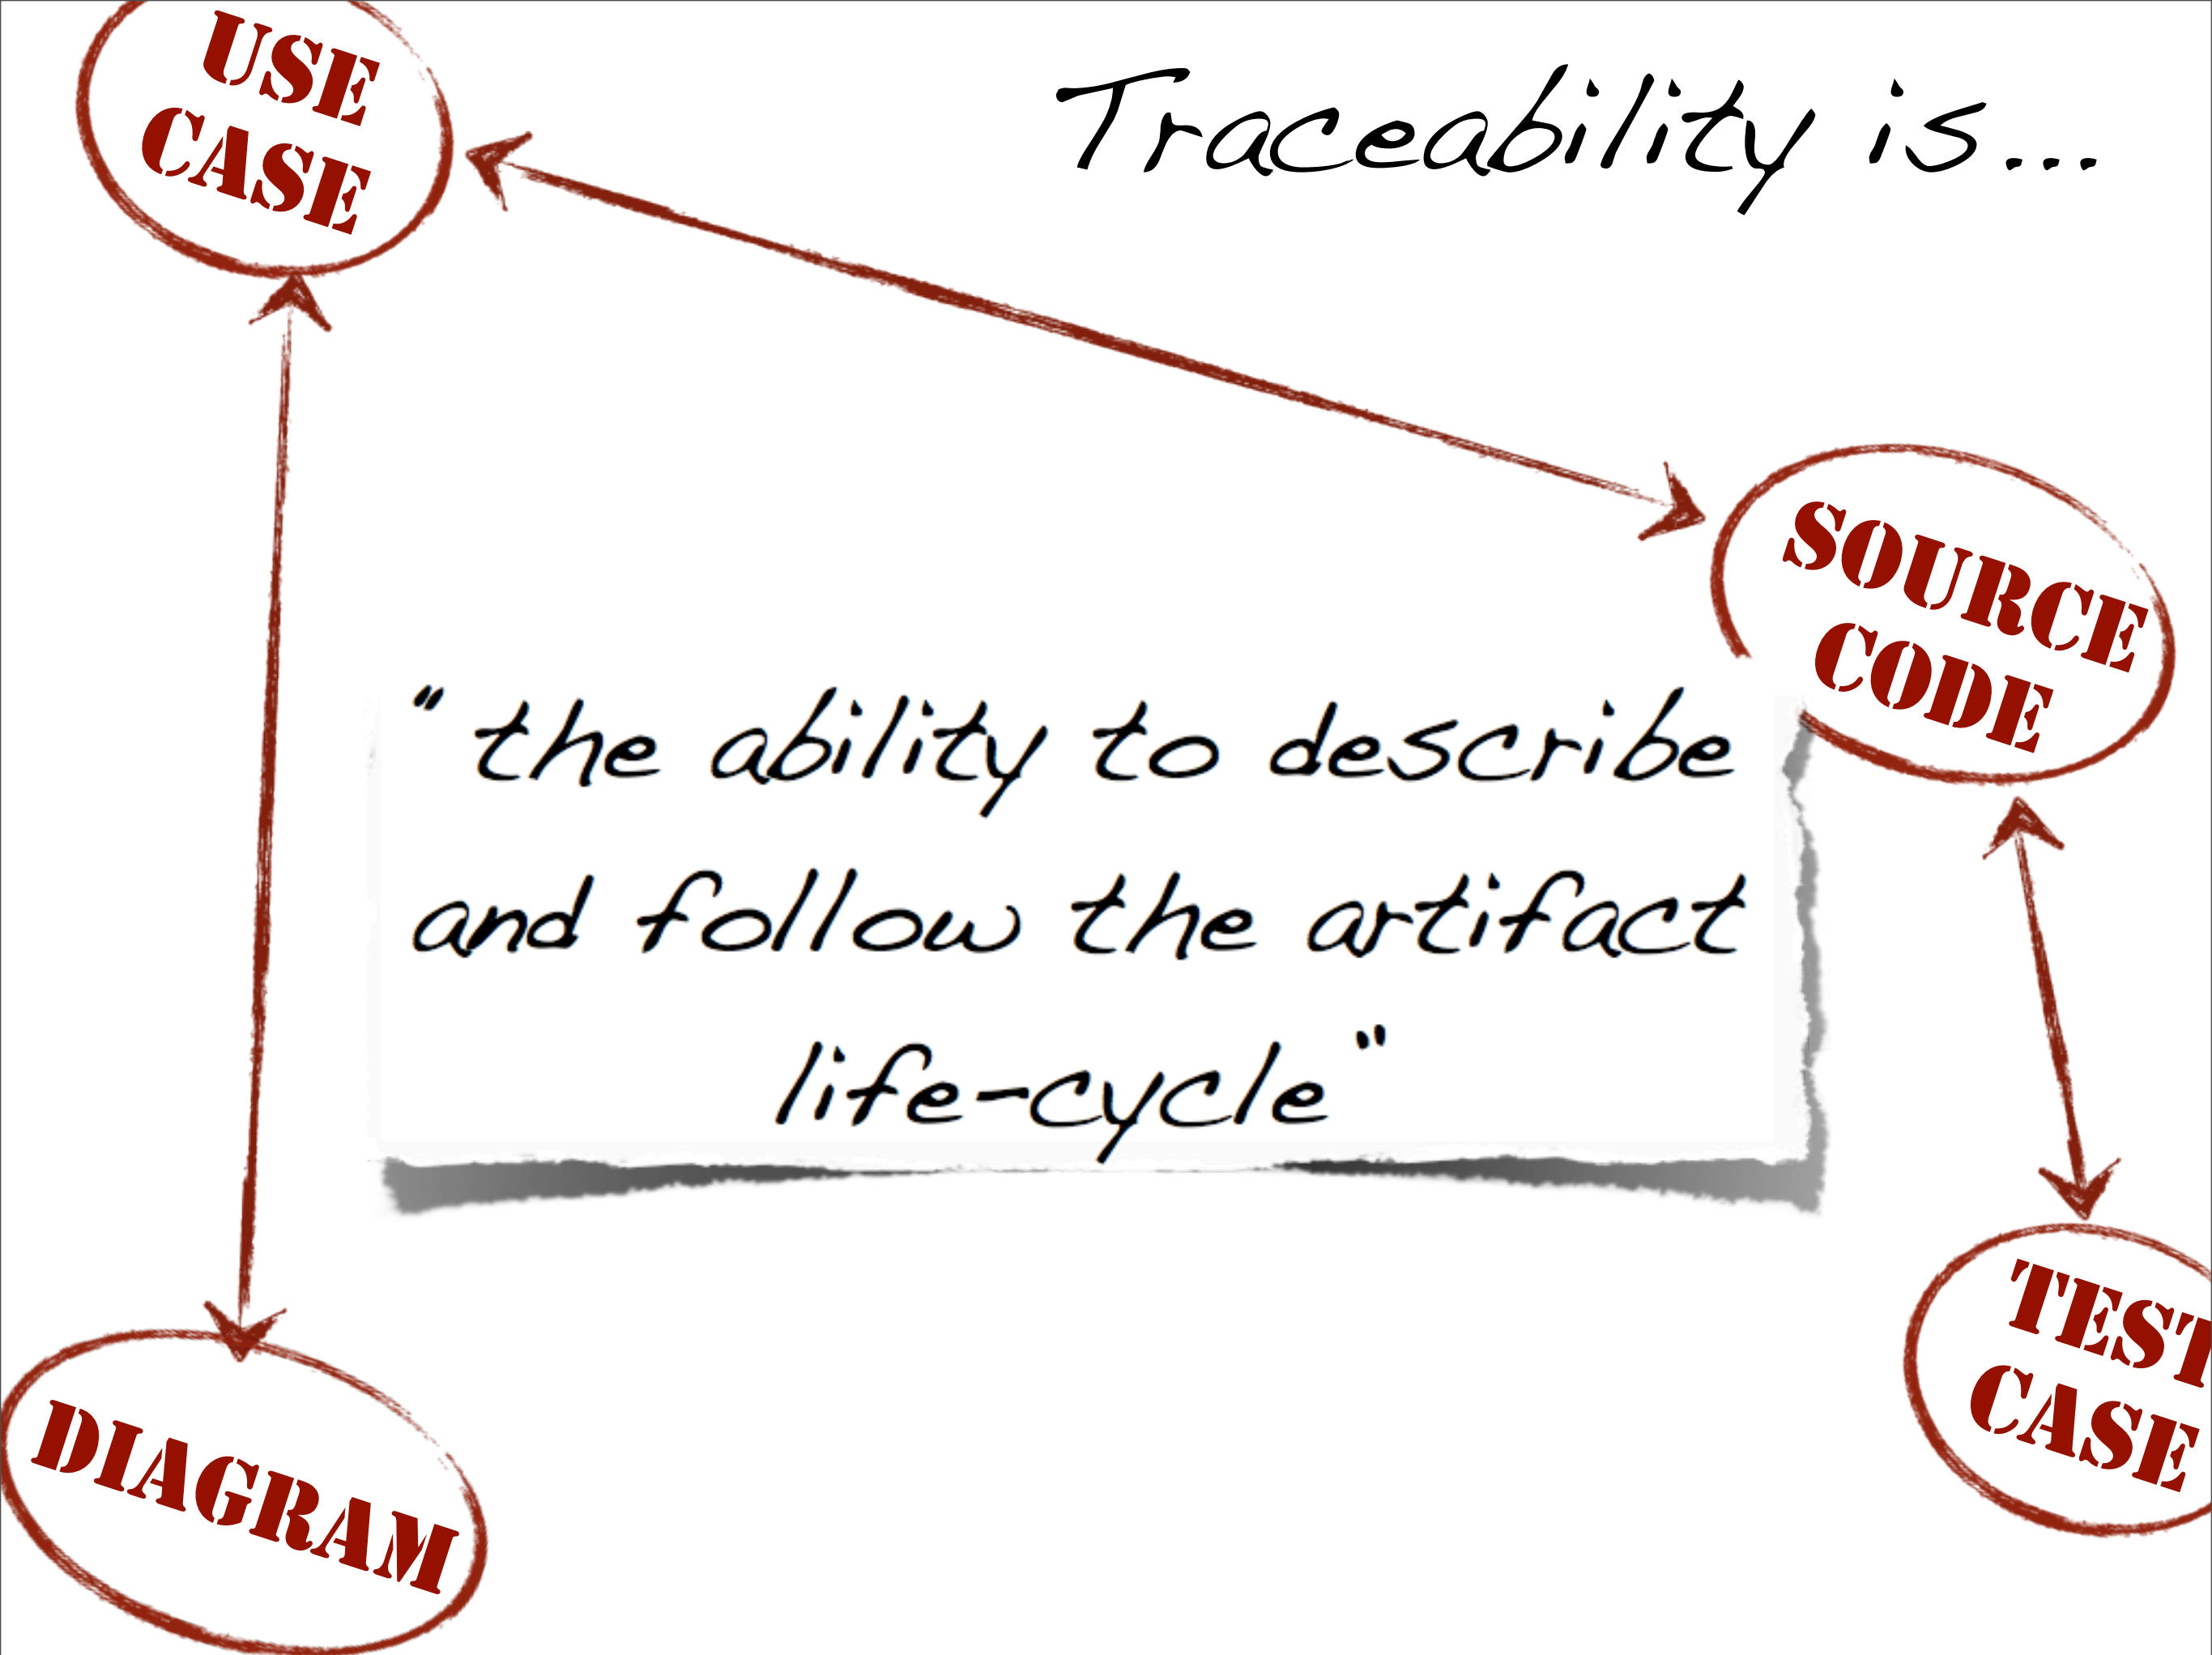 USE
CASE
Traceability is...
SOURCE
CODE
"the ability to describe
and follow the artifact
life-cycle"
TEST
CASE
DIAGRAM